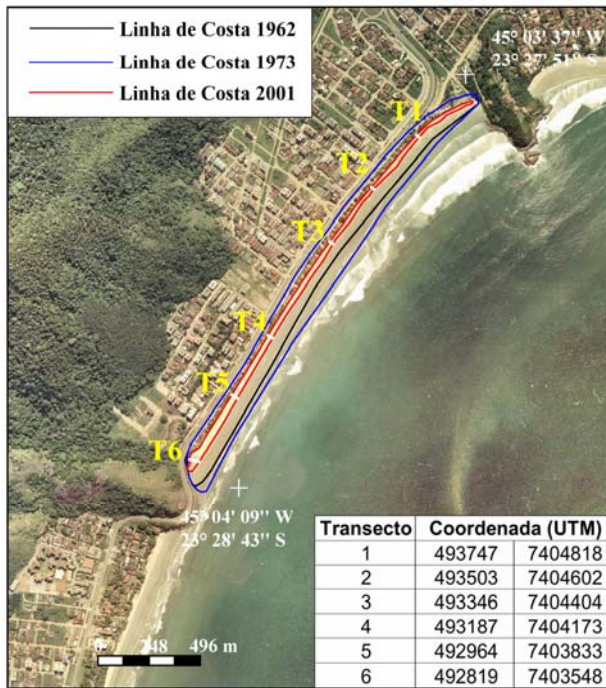 Linha de Costa 1962
Linha de Costa 1973
Linha de Costa 2001
45° 03' 37" W
23° 27' 51" S
T1
T2
T3
T4
T5
T6
45° 04' 09" W
23° 28' 43" S
0 248 496 m
Transecto Coordenada (UTM)
1 493747 7404818
2 493503 7404602
3 493346 7404404
4 493187 7404173
5 492964 7403833
6 492819 7403548